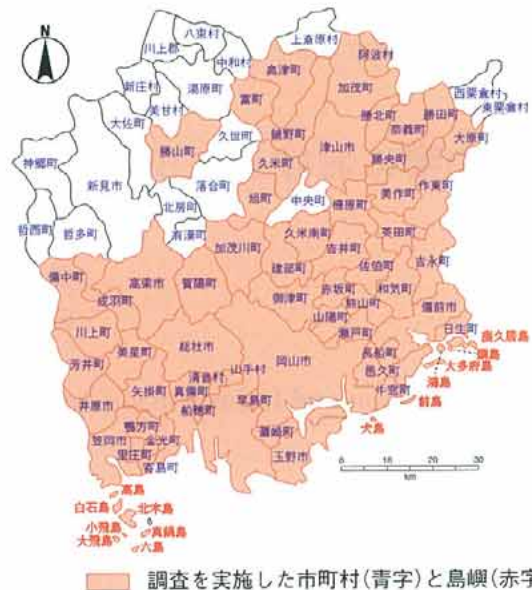 N
八束村
川上郡
中和村
上斎原村
阿波村
奥津町
加茂町
新庄村
美甘村
湯原町
富村
西粟倉村
東粟倉村
勝北町
奈義町
勝田町
大原町
大佐町
勝山町
久世町
鏡野町
津山市
勝央町
神郷町
新見市
落合町
久米町
旭町
中央町
柵原町
美作町
作東町
北房町
有漢町
哲西町
哲多町
加茂川町
久米南町
吉井町
英田町
備中町
高梁市
賀陽町
建部町
佐伯町
吉永町
成羽町
御津町
赤坂町
熊山町
和気町
備前市
川上町
美星町
総社市
山陽町
瀬戸町
日生町
鹿久居島
頭島
芳井町
山手村
岡山市
長船町
邑久町
大多府島
鴻島
矢掛町
清音村
真備町
牛窓町
前島
井原市
船穂町
早島町
犬島
鴨方町
笠岡市
金光町
灘崎町
里庄町
寄島町
玉野市
0 10 20 30
km
高島
白石島
北木島
小飛島
真鍋島
大飛島
六島
調査を実施した市町村(青字)と島嶼(赤字